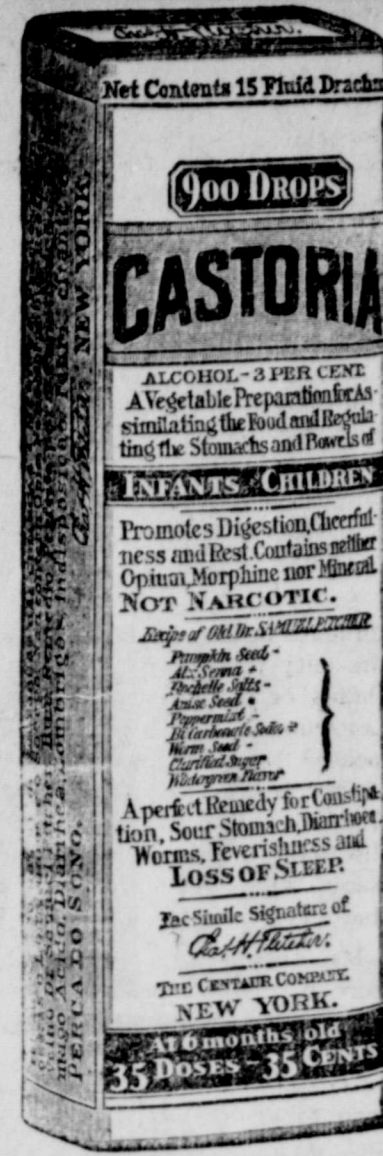 Chas. H. Fletcher.
Net Contents 15 Fluid Drachm
900 DROPS
CASTORIA
ALCOHOL-3 PER CENT.
A Vegetable Preparation for As-
similating the Food and Regula-
ting the Stomachs and Bowels of
INFANTS CHILDREN
Promotes Digestion, Cheerful-
ness and Rest. Contains neither
Opium, Morphine nor Mineral.
NOT NARCOTIC.
Recipe of Old Dr. SAMUEL PITCHER
Pumpkin Seed -
Alx. Senna +
Rochelle Salts -
Anise Seed +
Peppermint -
Bi Carbonate Soda +
Worm Seed -
Clarified Sugar
Wintergreen Flavor
A perfect Remedy for Constipa-
tion, Sour Stomach, Diarrhoea,
Worms, Feverishness and
LOSS OF SLEEP.
Fac Simile Signature of
Chas. H. Fletcher.
THE CENTAUR COMPANY.
NEW YORK.
At 6 months old
35 DOSES - 35 CENTS
Chas. H. Fletcher. NEW YORK
PERCA DO SONO.